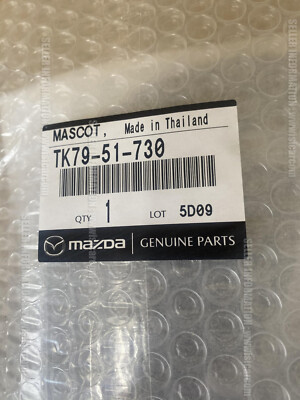 MASCOT, Made in Thailand
TK79-51-730
QTY 1 LOT 5D09
mazda GENUINE PARTS